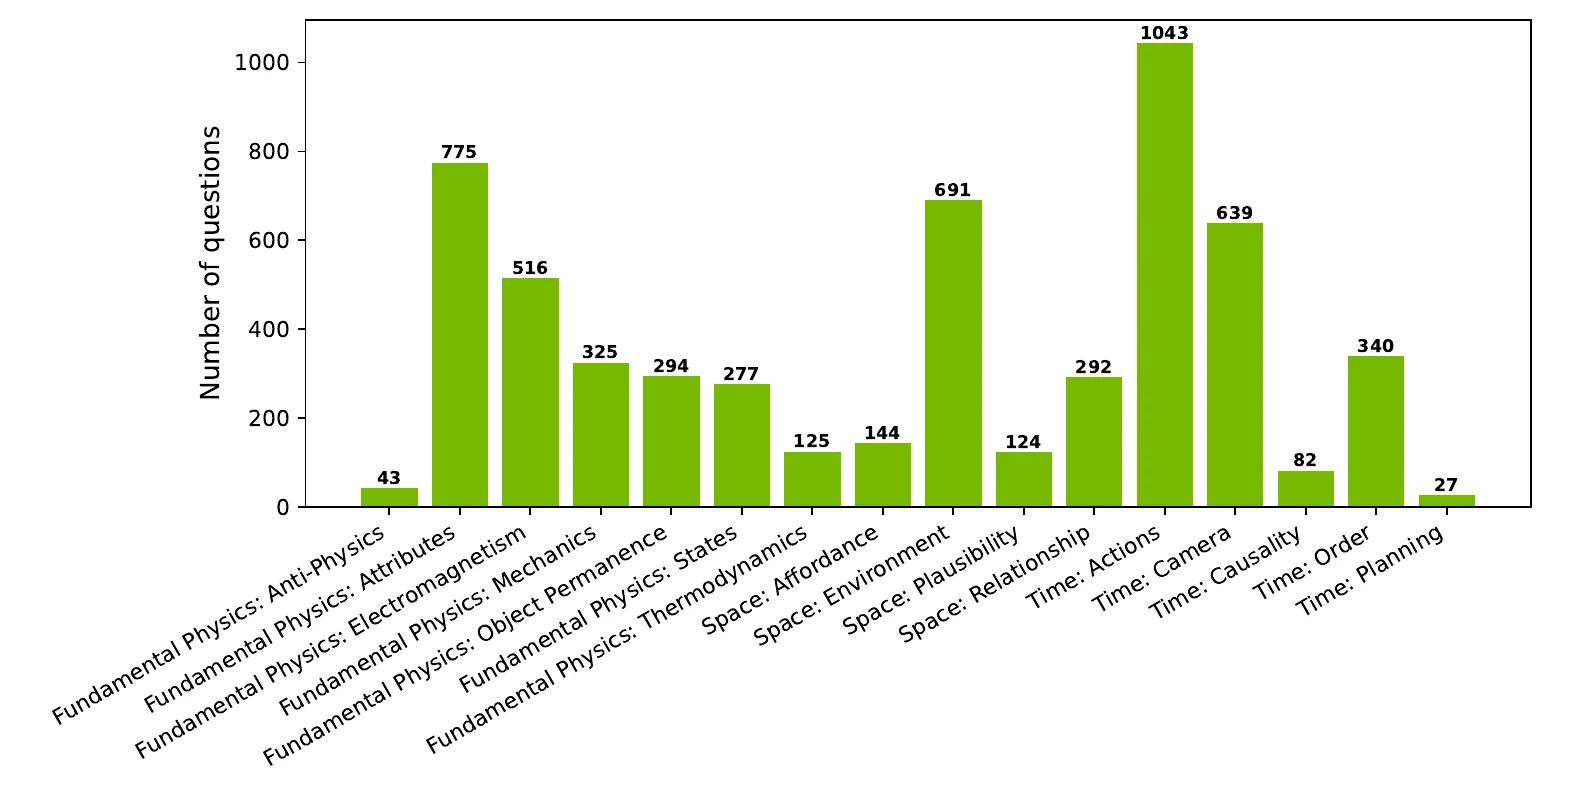 1000
800
600
400
200
0
Number of questions
43
775
516
325
294
277
125
144
691
124
292
1043
639
82
340
27
Fundamental Physics: Anti-Physics
Fundamental Physics: Attributes
Fundamental Physics: Electromagnetism
Fundamental Physics: Mechanics
Fundamental Physics: Object Permanence
Fundamental Physics: States
Fundamental Physics: Thermodynamics
Space: Affordance
Space: Environment
Space: Plausibility
Space: Relationship
Time: Actions
Time: Camera
Time: Causality
Time: Order
Time: Planning